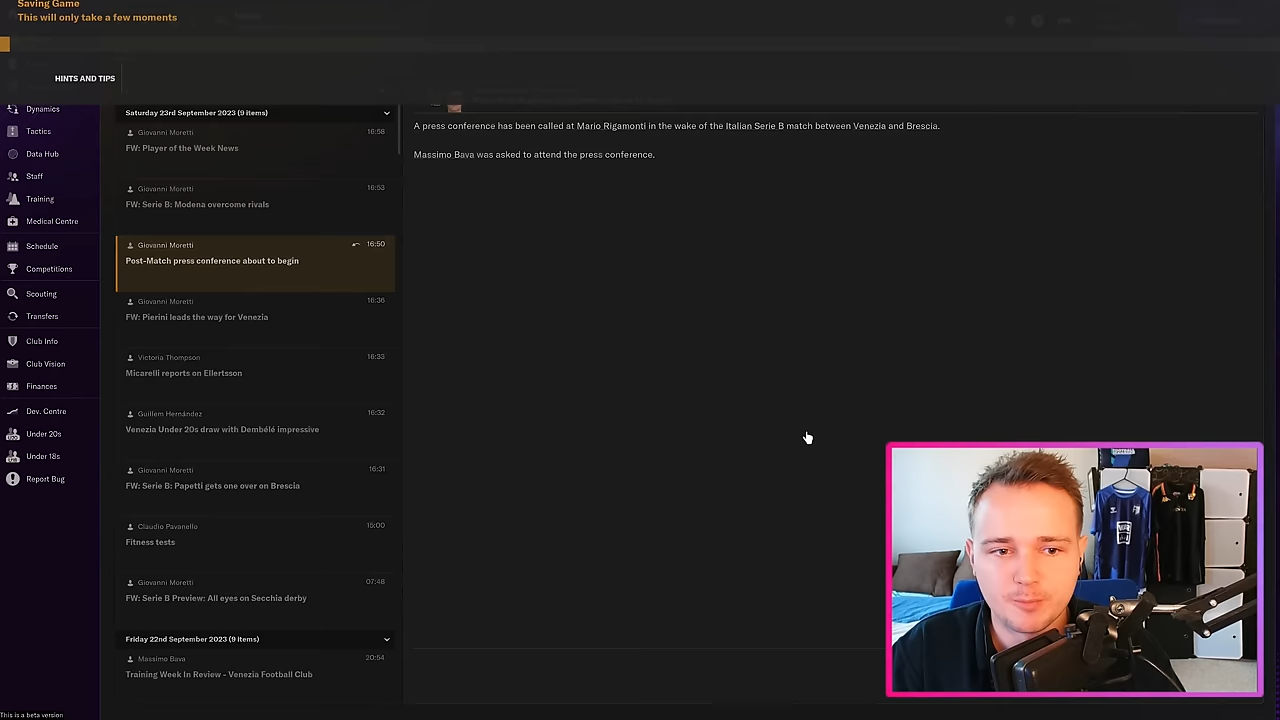 Saving Game
This will only take a few moments
HINTS AND TIPS
Dynamics
Tactics
Data Hub
Staff
Training
Medical Centre
Schedule
Competitions
Scouting
Transfers
Club Info
Club Vision
Finances
Dev. Centre
Under 20s
Under 18s
Report Bug
This is a beta version
Saturday 23rd September 2023 (9 items)
Giovanni Moretti 16:58
FW: Player of the Week News
Giovanni Moretti 16:53
FW: Serie B: Modena overcome rivals
Giovanni Moretti 16:50
Post-Match press conference about to begin
Giovanni Moretti 16:36
FW: Pierini leads the way for Venezia
Victoria Thompson 16:33
Micarelli reports on Ellertsson
Guillem Hernández 16:32
Venezia Under 20s draw with Dembélé impressive
Giovanni Moretti 16:31
FW: Serie B: Papetti gets one over on Brescia
Claudio Pavanello 15:00
Fitness tests
Giovanni Moretti 07:48
FW: Serie B Preview: All eyes on Secchia derby
Friday 22nd September 2023 (9 items)
Massimo Bava 20:54
Training Week In Review - Venezia Football Club
A press conference has been called at Mario Rigamonti in the wake of the Italian Serie B match between Venezia and Brescia.
Massimo Bava was asked to attend the press conference.